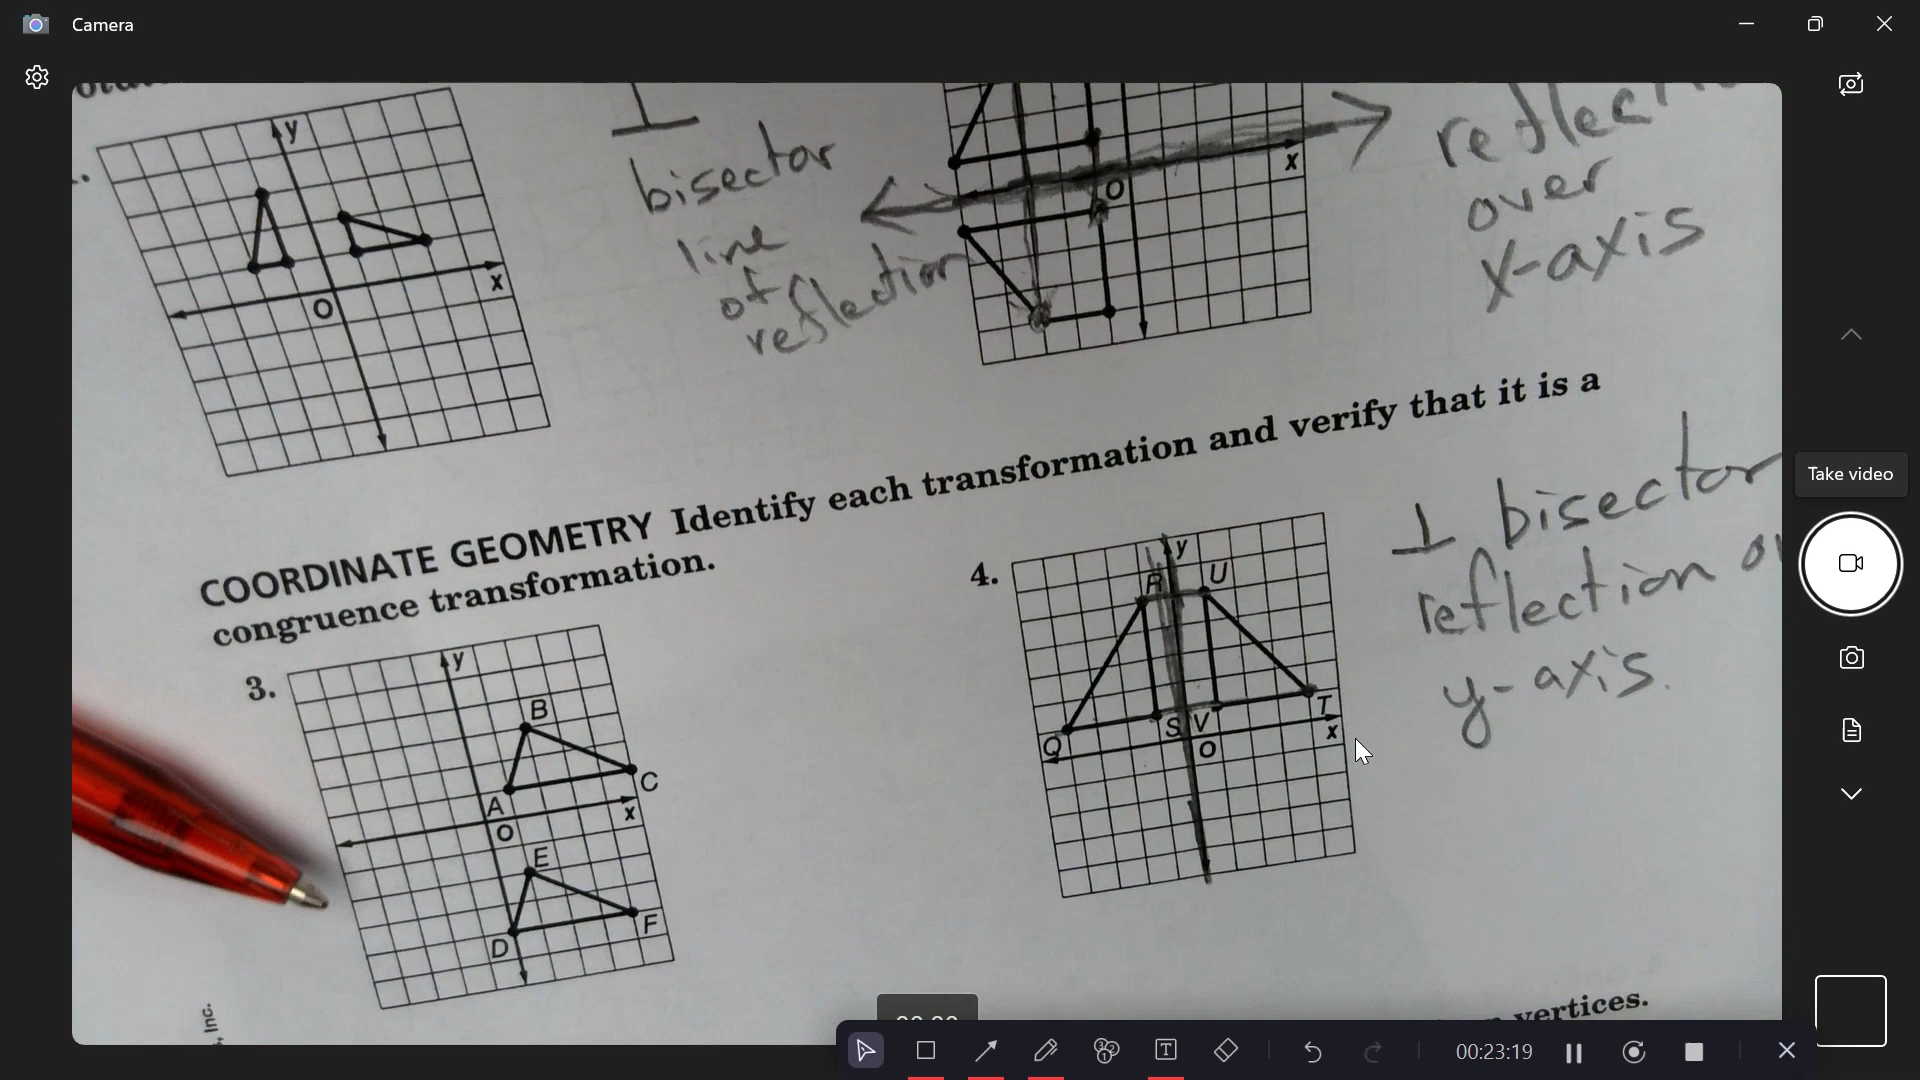 Camera
y
x
O
⊥
bisector
line
of
reflection
x
O
over
x-axis
COORDINATE GEOMETRY Identify each transformation and verify that it is a
congruence transformation.
3.
y
B
C
A
x
O
E
D
F
4.
y
R
U
Q
S
V
T
x
O
⊥ bisector
reflection
y-axis.
Inc.
vertices.
Take video
00:23:19